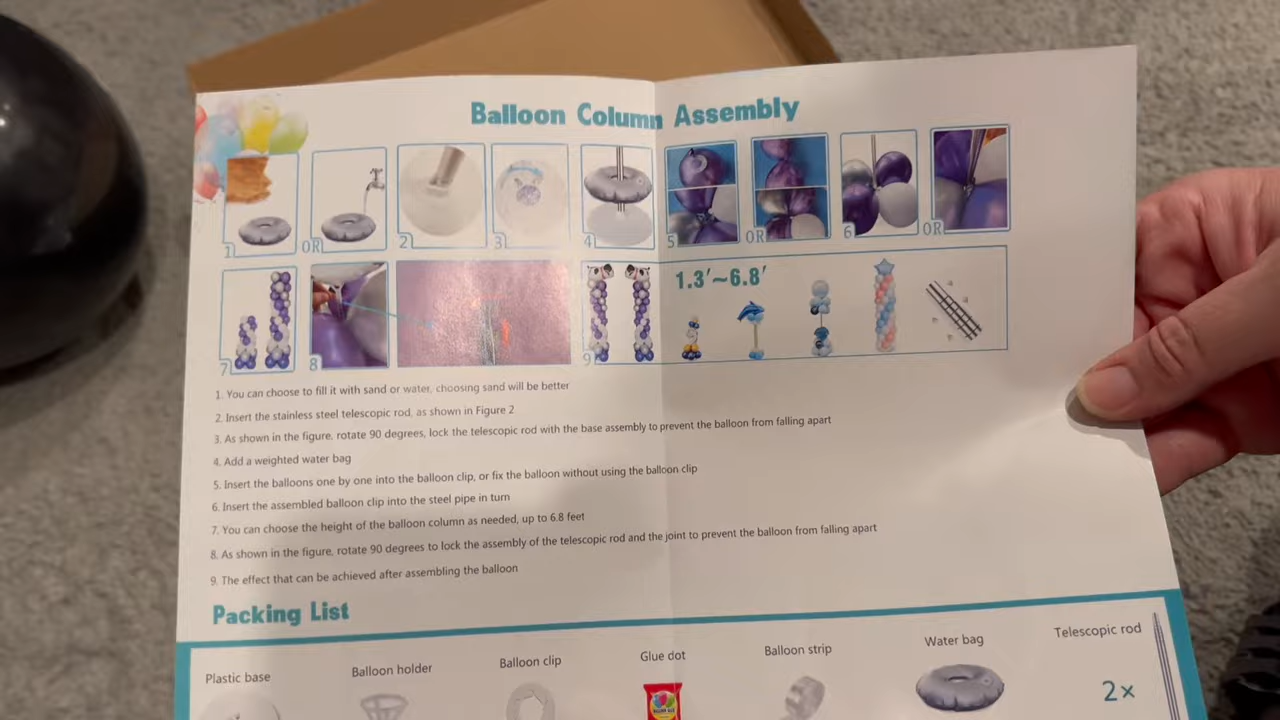 Balloon Column Assembly
1 OR 2 3 4 5 OR 6 OR
1.3'~6.8'
7 8 9
1. You can choose to fill it with sand or water, choosing sand will be better
2. Insert the stainless steel telescopic rod, as shown in Figure 2
3. As shown in the figure, rotate 90 degrees, lock the telescopic rod with the base assembly to prevent the balloon from falling apart
4. Add a weighted water bag
5. Insert the balloons one by one into the balloon clip, or fix the balloon without using the balloon clip
6. Insert the assembled balloon clip into the steel pipe in turn
7. You can choose the height of the balloon column as needed, up to 6.8 feet
8. As shown in the figure, rotate 90 degrees to lock the assembly of the telescopic rod and the joint to prevent the balloon from falling apart
9. The effect that can be achieved after assembling the balloon
Packing List
Plastic base Balloon holder Balloon clip Glue dot Balloon strip Water bag Telescopic rod
2×